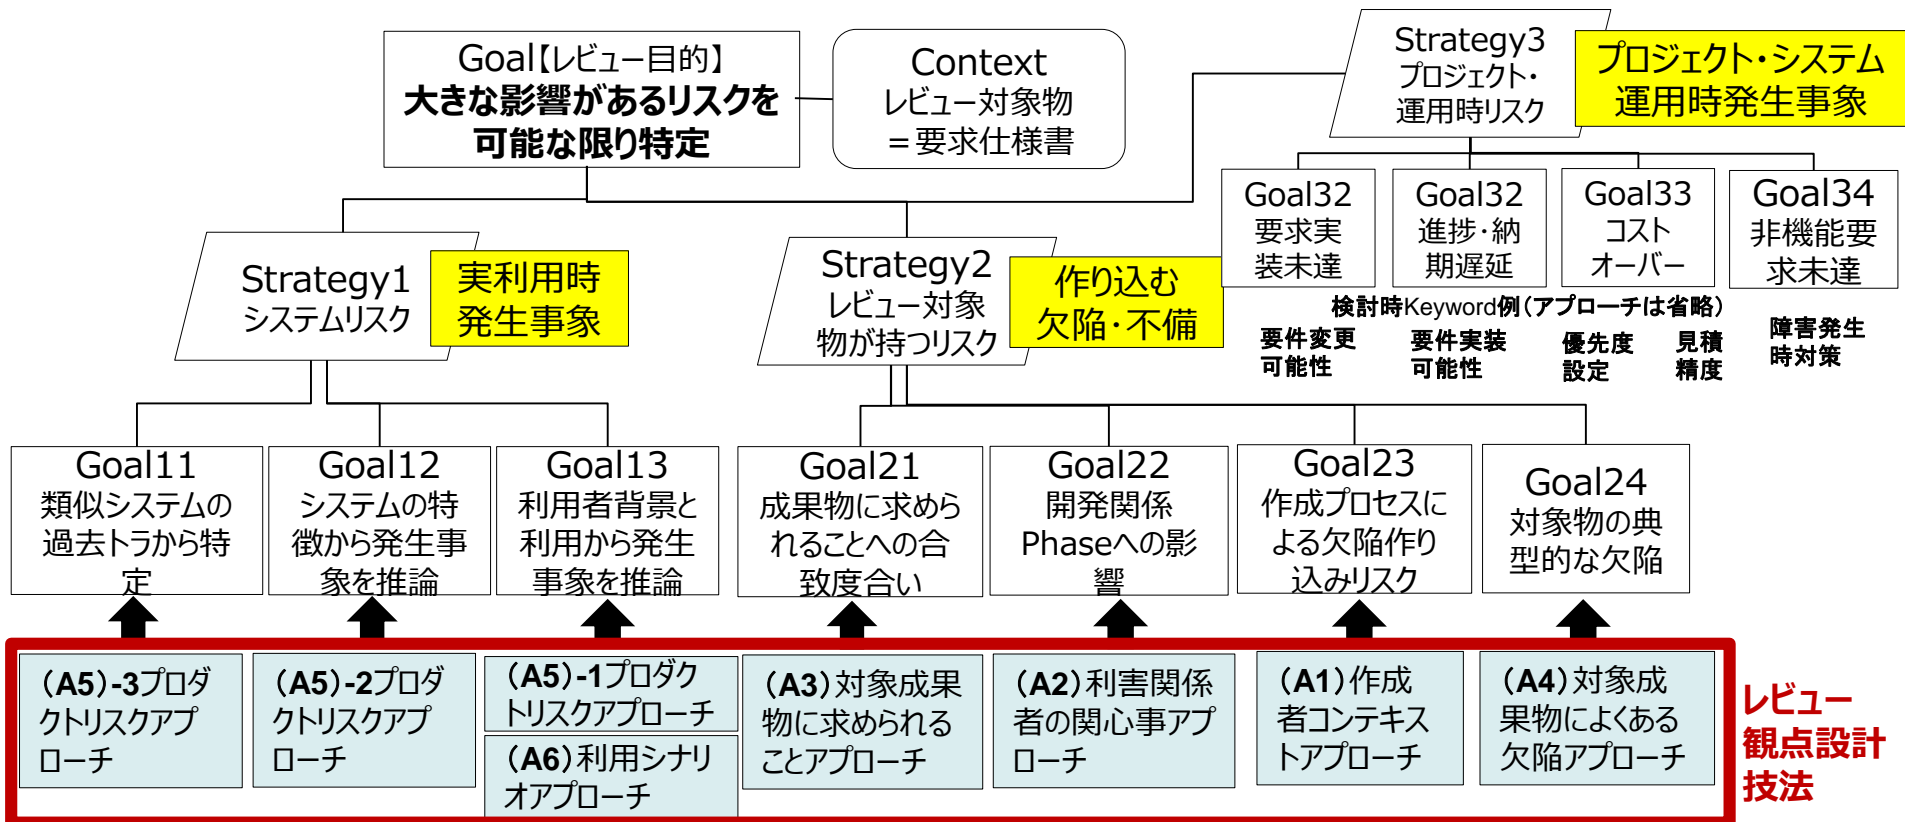 Goal【レビュー目的】
大きな影響があるリスクを
可能な限り特定
Context
レビュー対象物
＝要求仕様書
Strategy3
プロジェクト・
運用時リスク
プロジェクト・システム
運用時発生事象
Goal32
要求実
装未達
Goal32
進捗・納
期遅延
Goal33
コスト
オーバー
Goal34
非機能要
求未達
検討時Keyword例（アプローチは省略）
要件変更
可能性
要件実装
可能性
優先度
設定
見積
精度
障害発生
時対策
Strategy1
システムリスク
実利用時
発生事象
Strategy2
レビュー対象
物が持つリスク
作り込む
欠陥・不備
Goal11
類似システムの
過去トラから特
定
Goal12
システムの特
徴から発生事
象を推論
Goal13
利用者背景と
利用から発生
事象を推論
Goal21
成果物に求めら
れることへの合
致度合い
Goal22
開発関係
Phaseへの影
響
Goal23
作成プロセスに
よる欠陥作り
込みリスク
Goal24
対象物の典
型的な欠陥
（A5）-3プロダ
クトリスクアプ
ローチ
（A5）-2プロダ
クトリスクアプ
ローチ
（A5）-1プロダク
トリスクアプローチ
（A6）利用シナリ
オアプローチ
（A3）対象成果
物に求められる
ことアプローチ
（A2）利害関係
者の関心事アプ
ローチ
（A1）作成
者コンテキス
トアプローチ
（A4）対象成
果物によくある
欠陥アプローチ
レビュー
観点設計
技法